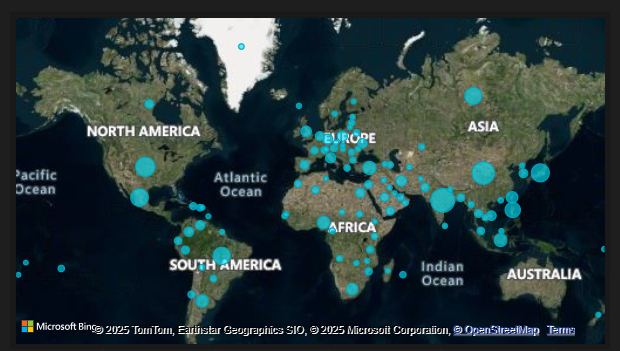 NORTH AMERICA
EUROPE
ASIA
Pacific
Ocean
Atlantic
Ocean
AFRICA
SOUTH AMERICA
Indian
Ocean
AUSTRALIA
Microsoft Bing
© 2025 TomTom, Earthstar Geographics SIO, © 2025 Microsoft Corporation, © OpenStreetMap Terms